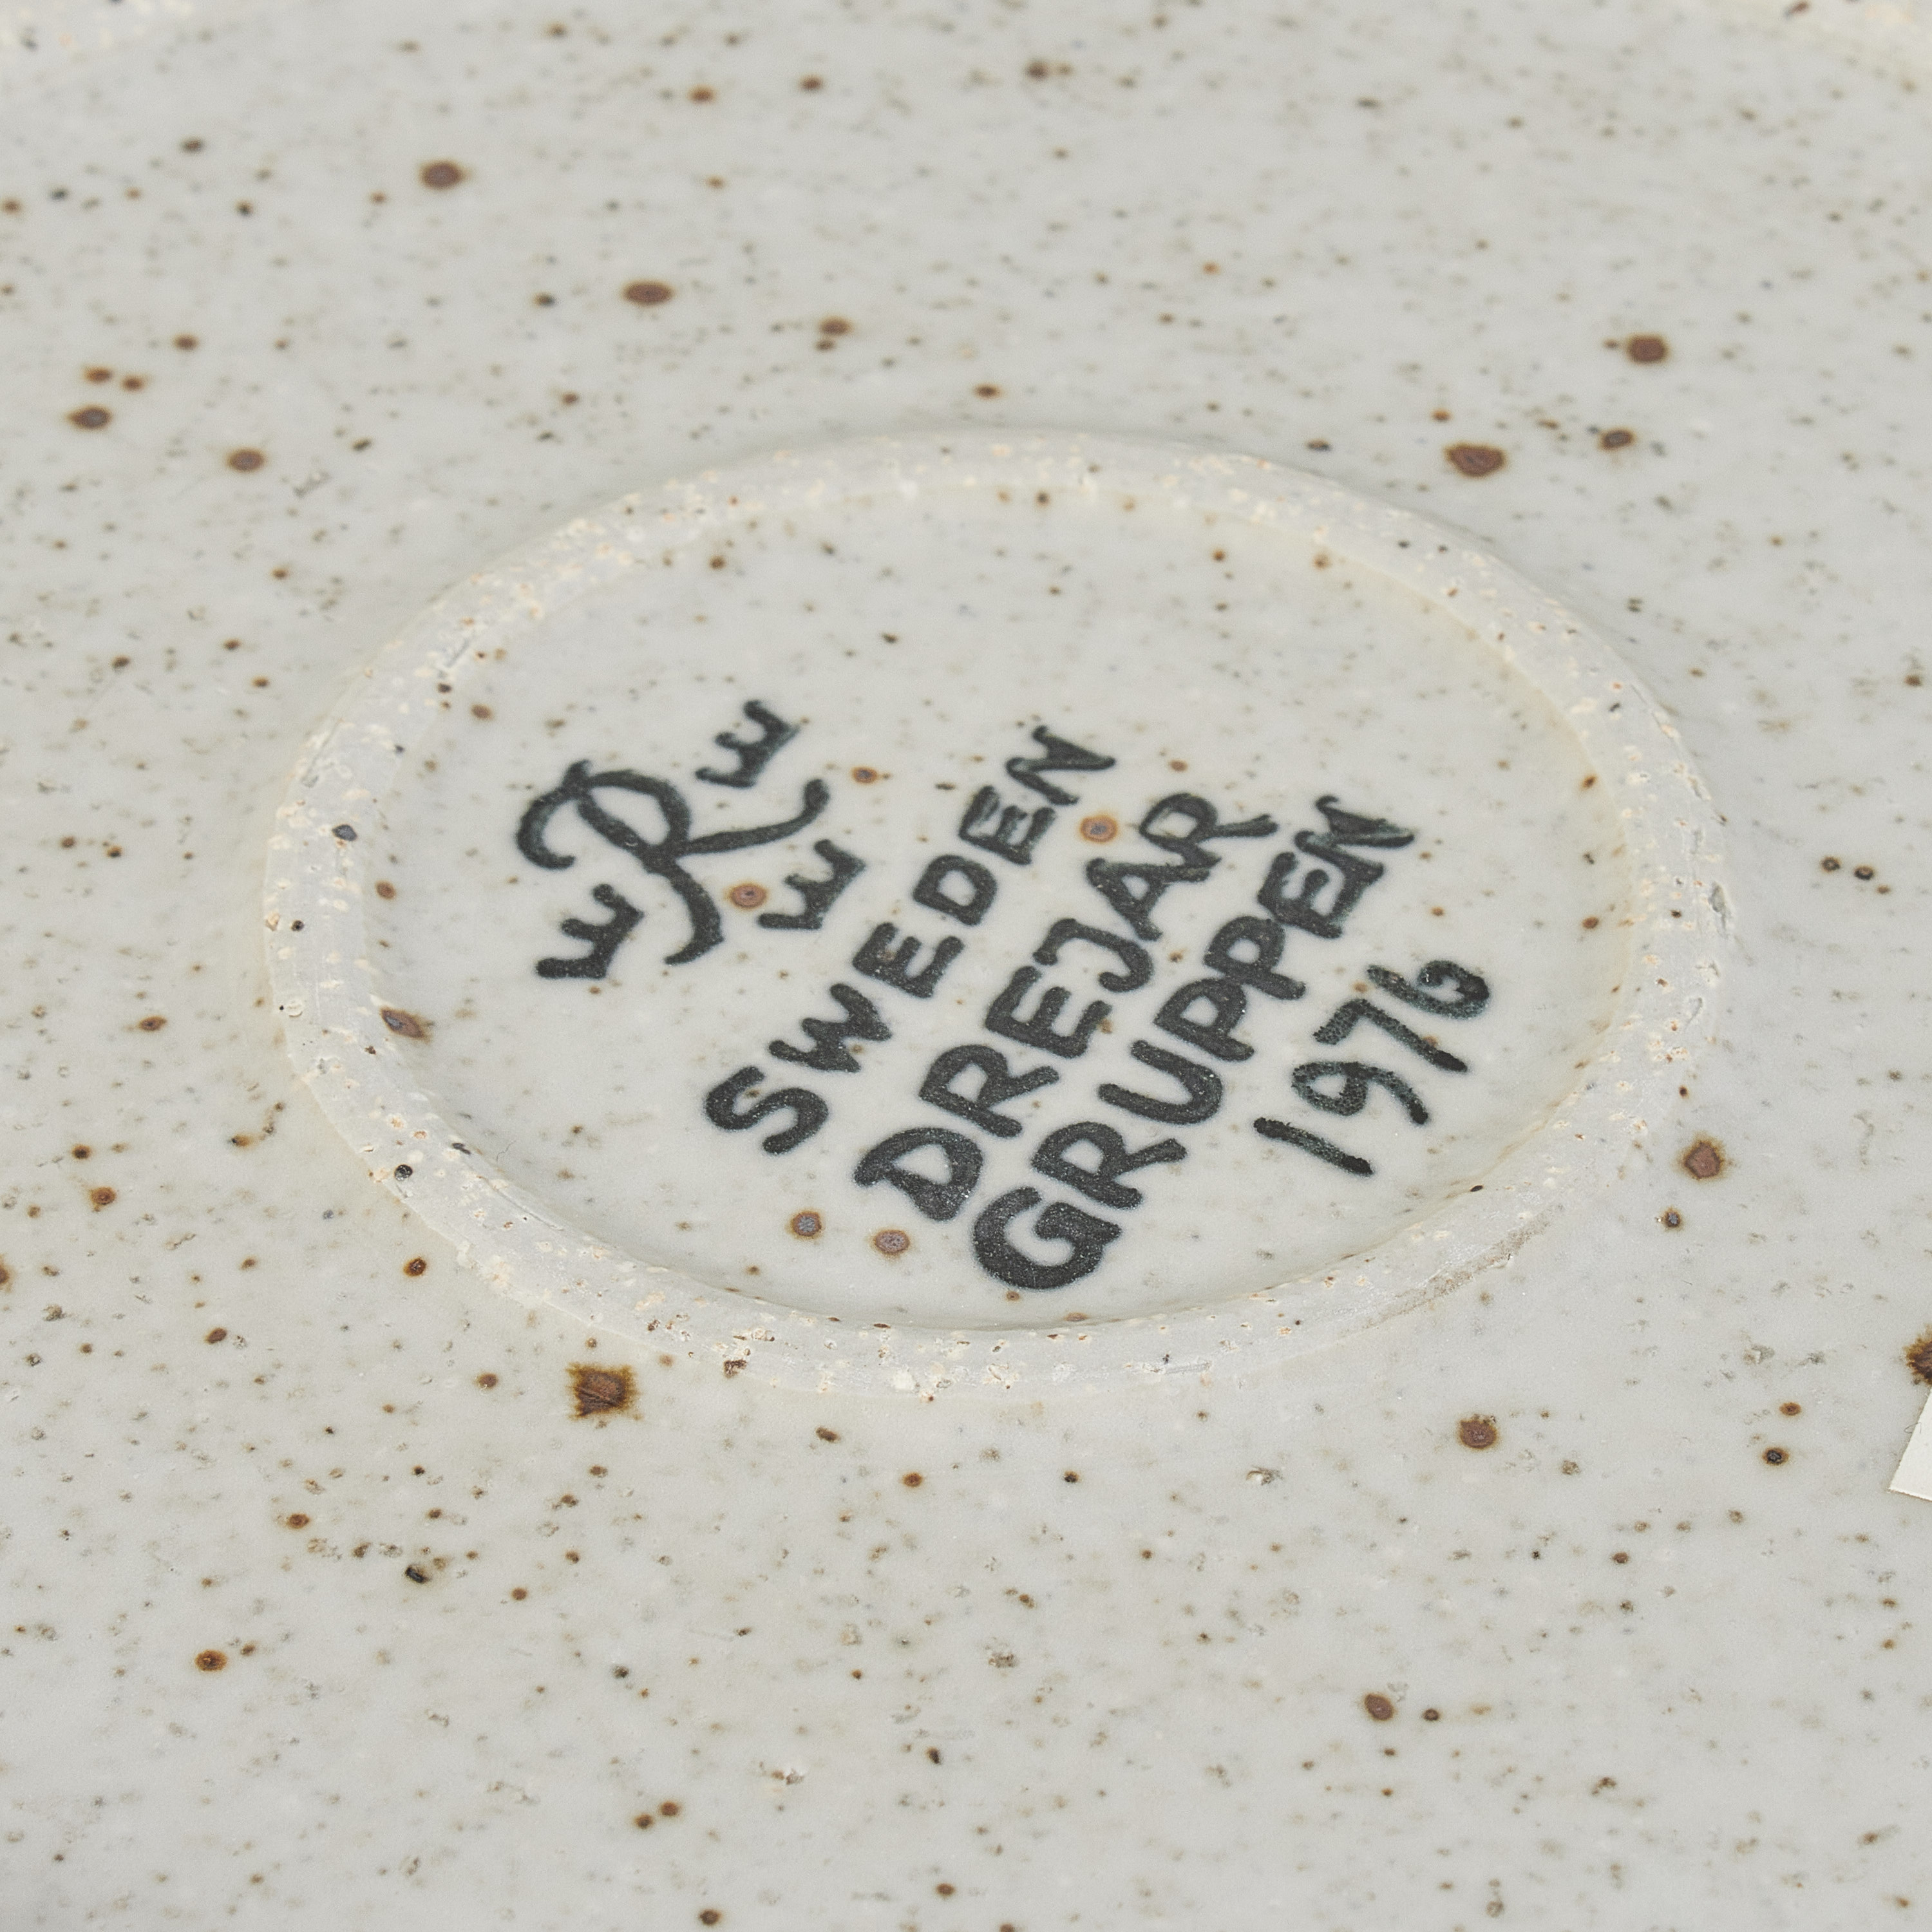 R
SWEDEN
DREJAR
GRUPPEN
1976